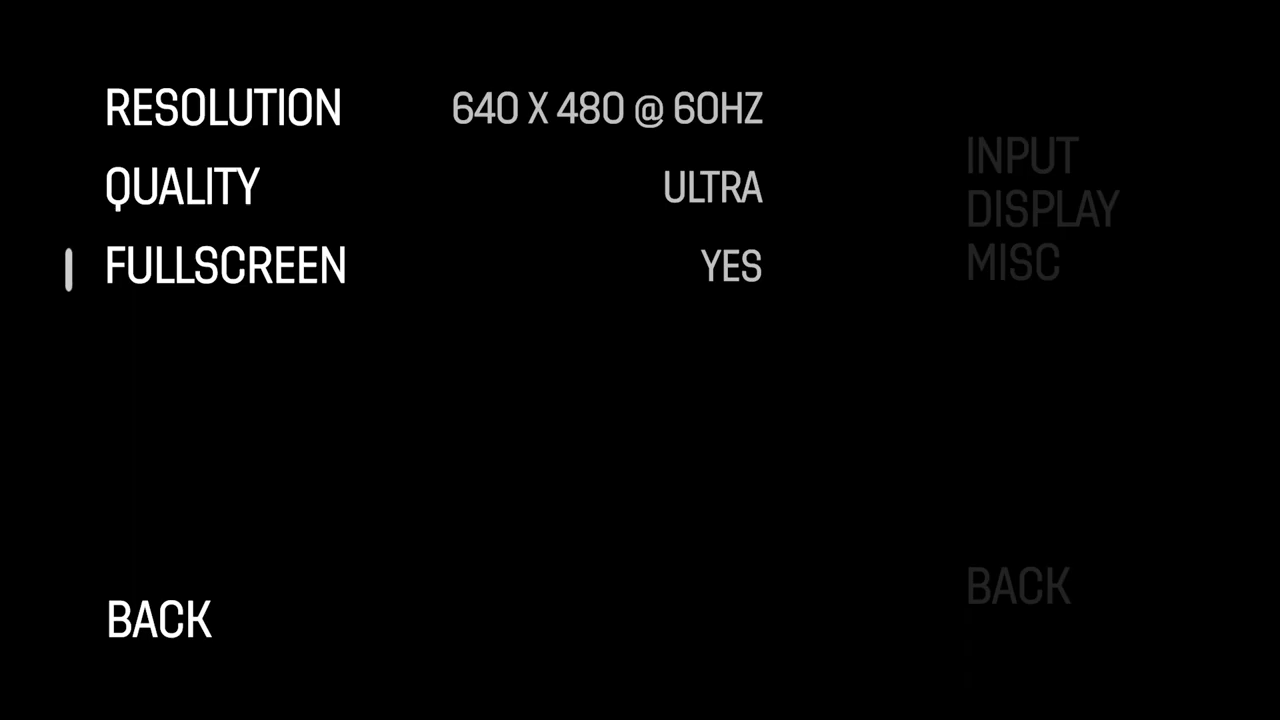 RESOLUTION 640 X 480 @ 60HZ
QUALITY ULTRA
FULLSCREEN YES
BACK
INPUT
DISPLAY
MISC
BACK